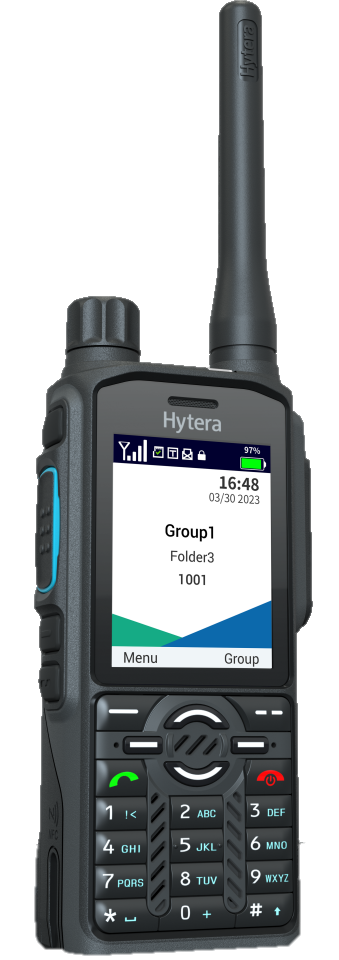 Hytera
Hytera
97%
16:48
03/30 2023
Group1
Folder3
1001
Menu Group
1 !< 2 ABC 3 DEF
4 GHI 5 JKL 6 MNO
7 PQRS 8 TUV 9 WXYZ
* 0 + #